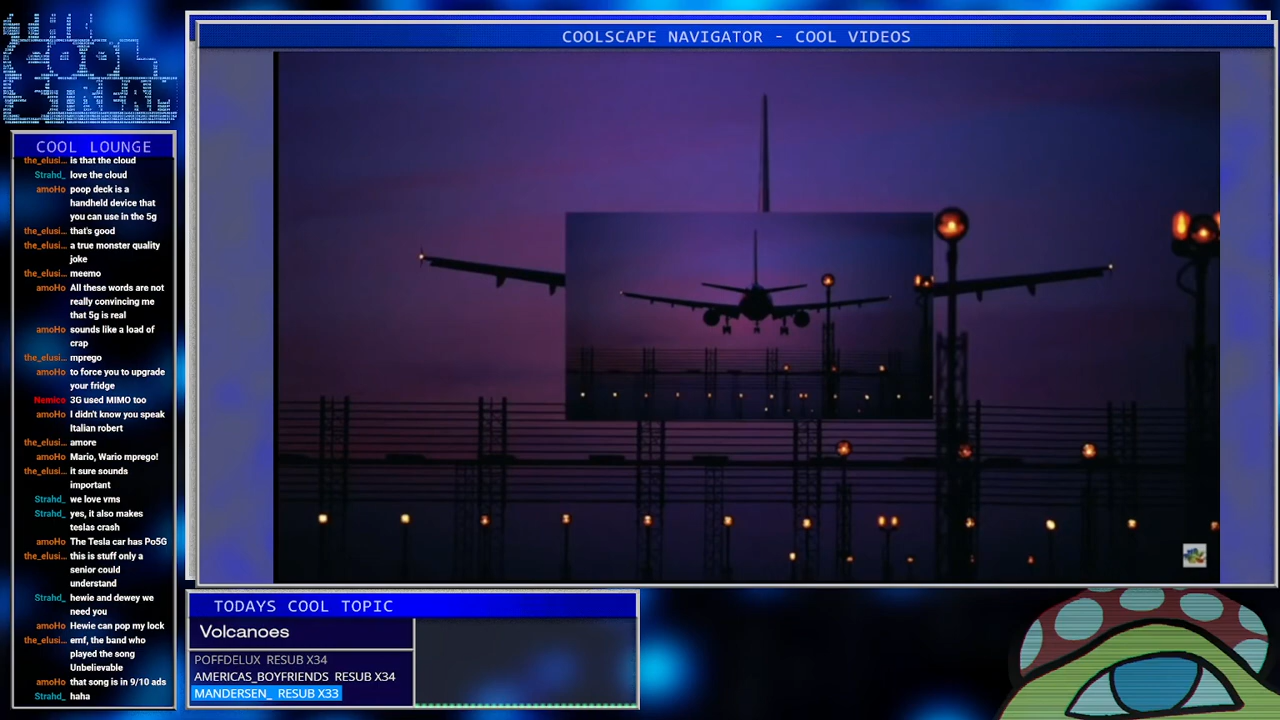 COOLSCAPE NAVIGATOR - COOL VIDEOS
COOL LOUNGE
the_elusi... is that the cloud
Strahd_ love the cloud
amoHo poop deck is a
handheld device that
you can use in the 5g
the_elusi... that's good
the_elusi... a true monster quality
joke
the_elusi... meemo
amoHo All these words are not
really convincing me
that 5g is real
amoHo sounds like a load of
crap
the_elusi... mprego
amoHo to force you to upgrade
your fridge
Nemico 3G used MIMO too
amoHo I didn't know you speak
Italian robert
the_elusi... amore
amoHo Mario, Wario mprego!
the_elusi... it sure sounds
important
Strahd_ we love vms
Strahd_ yes, it also makes
teslas crash
amoHo The Tesla car has Po5G
the_elusi... this is stuff only a
senior could
understand
Strahd_ hewie and dewey we
need you
amoHo Hewie can pop my lock
the_elusi... emf, the band who
played the song
Unbelievable
amoHo that song is in 9/10 ads
Strahd_ haha
TODAYS COOL TOPIC
Volcanoes
POFFDELUX RESUB X34
AMERICAS_BOYFRIENDS RESUB X34
MANDERSEN_ RESUB X33